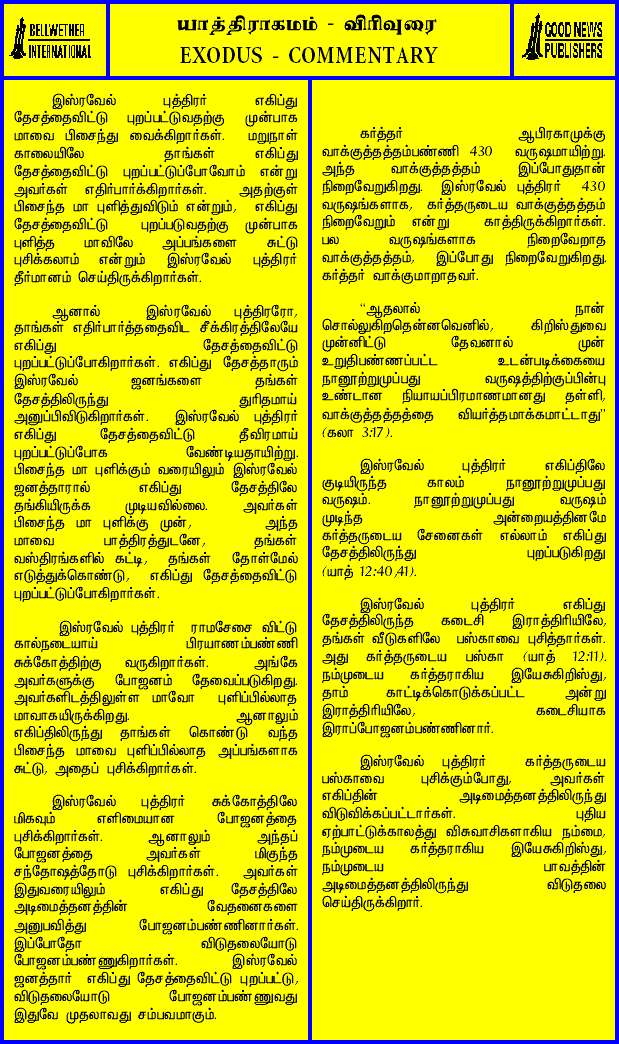 BELLWETHER
INTERNATIONAL
யாத்திராகமம் - விரிவுரை
EXODUS - COMMENTARY
GOOD NEWS
PUBLISHERS
இஸ்ரவேல் புத்திரர் எகிப்து
தேசத்தைவிட்டு புறப்பட்டுவதற்கு முன்பாக
மாவை பிசைந்து வைக்கிறார்கள். மறுநாள்
காலையிலே தாங்கள் எகிப்து
தேசத்தைவிட்டு புறப்பட்டுப்போவோம் என்று
அவர்கள் எதிர்பார்க்கிறார்கள். அதற்குள்
பிசைந்த மா புளித்துவிடும் என்றும், எகிப்து
தேசத்தைவிட்டு புறப்படுவதற்கு முன்பாக
புளித்த மாவிலே அப்பங்களை சுட்டு
புசிக்கலாம் என்றும் இஸ்ரவேல் புத்திரர்
தீர்மானம் செய்திருக்கிறார்கள்.
ஆனால் இஸ்ரவேல் புத்திரரோ,
தாங்கள் எதிர்பார்த்ததைவிட சீக்கிரத்திலேயே
எகிப்து தேசத்தைவிட்டு
புறப்பட்டுப்போகிறார்கள். எகிப்து தேசத்தாரும்
இஸ்ரவேல் ஜனங்களை தங்கள்
தேசத்திலிருந்து துரிதமாய்
அனுப்பிவிடுகிறார்கள். இஸ்ரவேல் புத்திரர்
எகிப்து தேசத்தைவிட்டு தீவிரமாய்
புறப்பட்டுப்போக வேண்டியதாயிற்று.
பிசைந்த மா புளிக்கும் வரையிலும் இஸ்ரவேல்
ஜனத்தாரால் எகிப்து தேசத்திலே
தங்கியிருக்க முடியவில்லை. அவர்கள்
பிசைந்த மா புளிக்கு முன், அந்த
மாவை பாத்திரத்துடனே, தங்கள்
வஸ்திரங்களில் கட்டி, தங்கள் தோள்மேல்
எடுத்துக்கொண்டு, எகிப்து தேசத்தைவிட்டு
புறப்பட்டுப்போகிறார்கள்.
இஸ்ரவேல் புத்திரர் ராமசேசை விட்டு
கால்நடையாய் பிரயாணம்பண்ணி
சுக்கோத்திற்கு வருகிறார்கள். அங்கே
அவர்களுக்கு போஜனம் தேவைப்படுகிறது.
அவர்களிடத்திலுள்ள மாவோ புளிப்பில்லாத
மாவாகயிருக்கிறது. ஆனாலும்
எகிப்திலிருந்து தாங்கள் கொண்டு வந்த
பிசைந்த மாவை புளிப்பில்லாத அப்பங்களாக
சுட்டு, அதைப் புசிக்கிறார்கள்.
இஸ்ரவேல் புத்திரர் சுக்கோத்திலே
மிகவும் எளிமையான போஜனத்தை
புசிக்கிறார்கள். ஆனாலும் அந்தப்
போஜனத்தை அவர்கள் மிகுந்த
சந்தோஷத்தோடு புசிக்கிறார்கள். அவர்கள்
இதுவரையிலும் எகிப்து தேசத்திலே
அடிமைத்தனத்தின் வேதனைகளை
அனுபவித்து போஜனம்பண்ணினார்கள்.
இப்போதோ விடுதலையோடு
போஜனம்பண்ணுகிறார்கள். இஸ்ரவேல்
ஜனத்தார் எகிப்து தேசத்தைவிட்டு புறப்பட்டு,
விடுதலையோடு போஜனம்பண்ணுவது
இதுவே முதலாவது சம்பவமாகும்.
கர்த்தர் ஆபிரகாமுக்கு
வாக்குத்தத்தம்பண்ணி 430 வருஷமாயிற்று.
அந்த வாக்குத்தத்தம் இப்போதுதான்
நிறைவேறுகிறது. இஸ்ரவேல் புத்திரர் 430
வருஷங்களாக, கர்த்தருடைய வாக்குத்தத்தம்
நிறைவேறும் என்று காத்திருக்கிறார்கள்.
பல வருஷங்களாக நிறைவேறாத
வாக்குத்தத்தம், இப்போது நிறைவேறுகிறது.
கர்த்தர் வாக்குமாறாதவர்.
“ஆதலால் நான்
சொல்லுகிறதென்னவெனில், கிறிஸ்துவை
முன்னிட்டு தேவனால் முன்
உறுதிபண்ணப்பட்ட உடன்படிக்கையை
நானூற்றுமுப்பது வருஷத்திற்குப்பின்பு
உண்டான நியாயப்பிரமாணமானது தள்ளி,
வாக்குத்தத்தத்தை வியர்த்தமாக்கமாட்டாது”
(கலா 3:17).
இஸ்ரவேல் புத்திரர் எகிப்திலே
குடியிருந்த காலம் நானூற்றுமுப்பது
வருஷம். நானூற்றுமுப்பது வருஷம்
முடிந்த அன்றையத்தினமே
கர்த்தருடைய சேனைகள் எல்லாம் எகிப்து
தேசத்திலிருந்து புறப்படுகிறது
(யாத் 12:40,41).
இஸ்ரவேல் புத்திரர் எகிப்து
தேசத்திலிருந்த கடைசி இராத்திரியிலே,
தங்கள் வீடுகளிலே பஸ்காவை புசித்தார்கள்.
அது கர்த்தருடைய பஸ்கா (யாத் 12:11).
நம்முடைய கர்த்தராகிய இயேசுகிறிஸ்து,
தாம் காட்டிக்கொடுக்கப்பட்ட அன்று
இராத்திரியிலே, கடைசியாக
இராப்போஜனம்பண்ணினார்.
இஸ்ரவேல் புத்திரர் கர்த்தருடைய
பஸ்காவை புசிக்கும்போது, அவர்கள்
எகிப்தின் அடிமைத்தனத்திலிருந்து
விடுவிக்கப்பட்டார்கள். புதிய
ஏற்பாட்டுக்காலத்து விசுவாசிகளாகிய நம்மை,
நம்முடைய கர்த்தராகிய இயேசுகிறிஸ்து,
நம்முடைய பாவத்தின்
அடிமைத்தனத்திலிருந்து விடுதலை
செய்திருக்கிறார்.